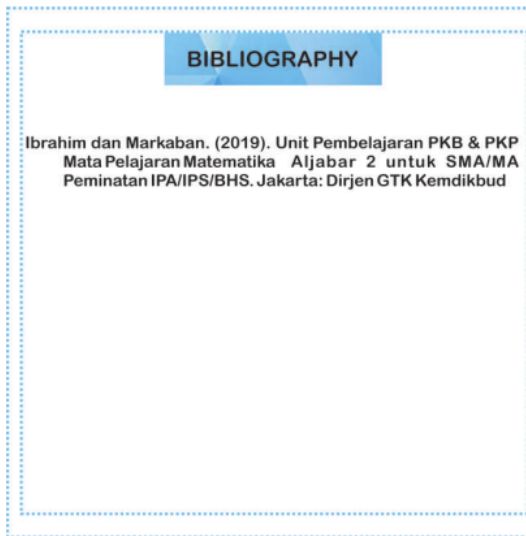 BIBLIOGRAPHY
Ibrahim dan Markaban. (2019). Unit Pembelajaran PKB & PKP
Mata Pelajaran Matematika Aljabar 2 untuk SMA/MA
Peminatan IPA/IPS/BHS. Jakarta: Dirjen GTK Kemdikbud